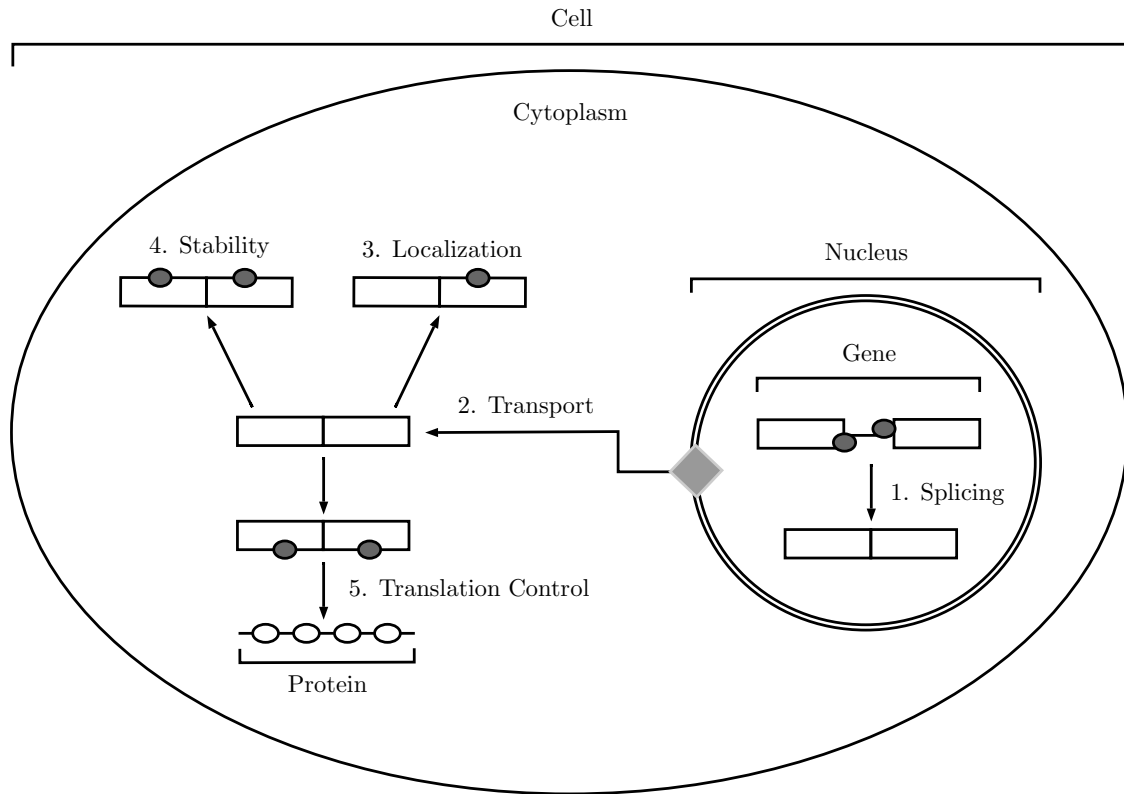 Cell
Cytoplasm
4. Stability
3. Localization
Nucleus
Gene
2. Transport
1. Splicing
5. Translation Control
Protein